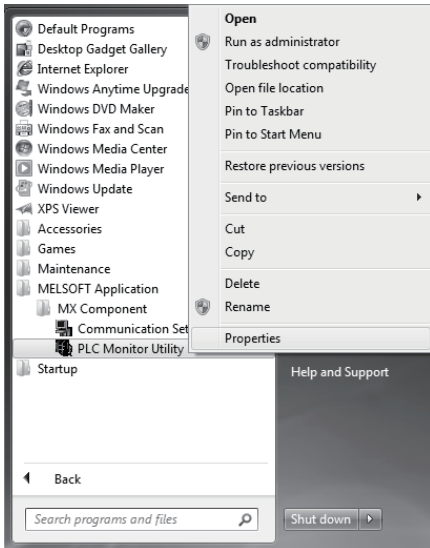 Default Programs
Desktop Gadget Gallery
Internet Explorer
Windows Anytime Upgrade
Windows DVD Maker
Windows Fax and Scan
Windows Media Center
Windows Media Player
Windows Update
XPS Viewer
Accessories
Games
Maintenance
MELSOFT Application
MX Component
Communication Set
PLC Monitor Utility
Startup
Back
Search programs and files
Open
Run as administrator
Troubleshoot compatibility
Open file location
Pin to Taskbar
Pin to Start Menu
Restore previous versions
Send to
Cut
Copy
Delete
Rename
Properties
Help and Support
Shut down